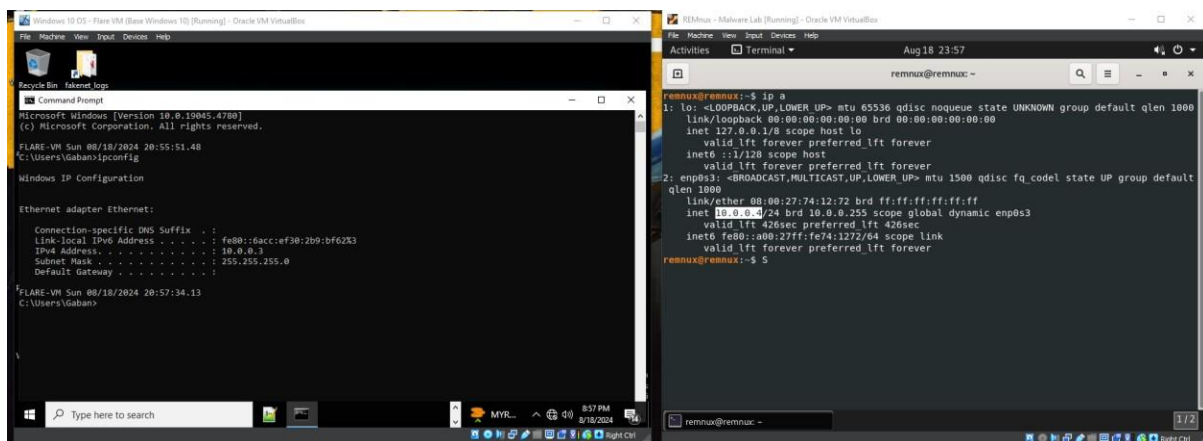 Windows 10 OS - Flare VM (Base Windows 10) [Running] - Oracle VM VirtualBox
File Machine View Input Devices Help
Recycle Bin fakenet_logs
Command Prompt
Microsoft Windows [Version 10.0.19045.4780]
(c) Microsoft Corporation. All rights reserved.
FLARE-VM Sun 08/18/2024 20:55:51.48
C:\Users\Gaban>ipconfig
Windows IP Configuration
Ethernet adapter Ethernet:
Connection-specific DNS Suffix . :
Link-local IPv6 Address . . . . . : fe80::6acc:ef30:2b9:bf62%3
IPv4 Address. . . . . . . . . . . : 10.0.0.3
Subnet Mask . . . . . . . . . . . : 255.255.255.0
Default Gateway . . . . . . . . . :
FLARE-VM Sun 08/18/2024 20:57:34.13
C:\Users\Gaban>
Type here to search
MYR...
8:57 PM
8/18/2024
Right Ctrl
REMnux - Malware Lab [Running] - Oracle VM VirtualBox
File Machine View Input Devices Help
Activities Terminal Aug 18 23:57
remnux@remnux: ~
remnux@remnux:~$ ip a
1: lo: <LOOPBACK,UP,LOWER_UP> mtu 65536 qdisc noqueue state UNKNOWN group default qlen 1000
link/loopback 00:00:00:00:00:00 brd 00:00:00:00:00:00
inet 127.0.0.1/8 scope host lo
valid_lft forever preferred_lft forever
inet6 ::1/128 scope host
valid_lft forever preferred_lft forever
2: enp0s3: <BROADCAST,MULTICAST,UP,LOWER_UP> mtu 1500 qdisc fq_codel state UP group default
qlen 1000
link/ether 08:00:27:74:12:72 brd ff:ff:ff:ff:ff:ff
inet 10.0.0.4/24 brd 10.0.0.255 scope global dynamic enp0s3
valid_lft 426sec preferred_lft 426sec
inet6 fe80::a00:27ff:fe74:1272/64 scope link
valid_lft forever preferred_lft forever
remnux@remnux:~$ S
remnux@remnux: ~
1/2
Right Ctrl